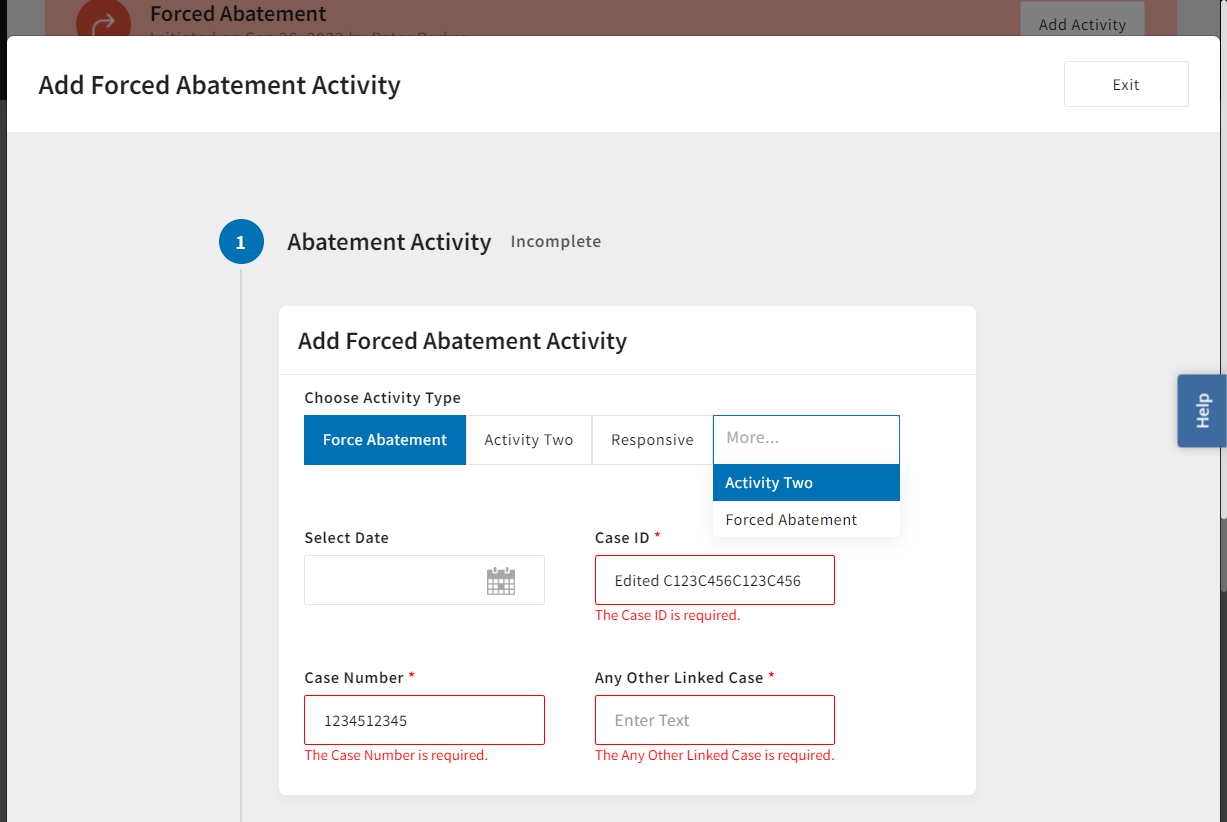 Forced Abatement
Add Activity
Initiated on Sep 26, 2022 by Peter Parker
Add Forced Abatement Activity
Exit
1
Abatement Activity Incomplete
Add Forced Abatement Activity
Choose Activity Type
Force Abatement Activity Two Responsive More...
Activity Two
Forced Abatement
Select Date
Case ID *
Edited C123C456C123C456
The Case ID is required.
Case Number *
Any Other Linked Case *
1234512345
Enter Text
The Case Number is required.
The Any Other Linked Case is required.
Help